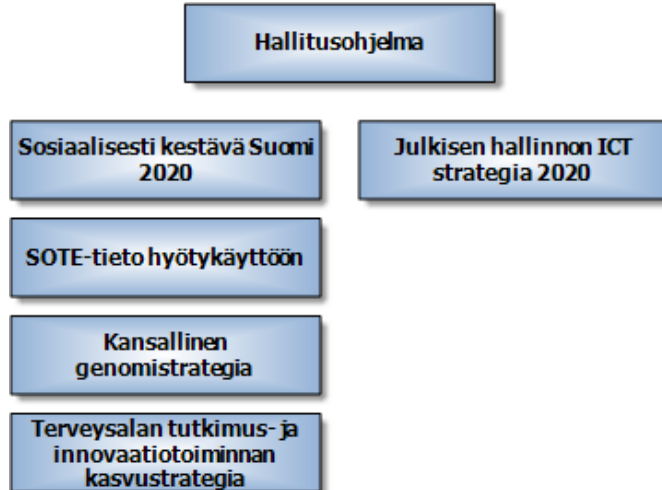 Hallitusohjelma
Sosiaalisesti kestävä Suomi
2020
Julkisen hallinnon ICT
strategia 2020
SOTE-tieto hyötykäyttöön
Kansallinen
genomistrategia
Terveysalan tutkimus- ja
innovaatiotoiminnan
kasvustrategia